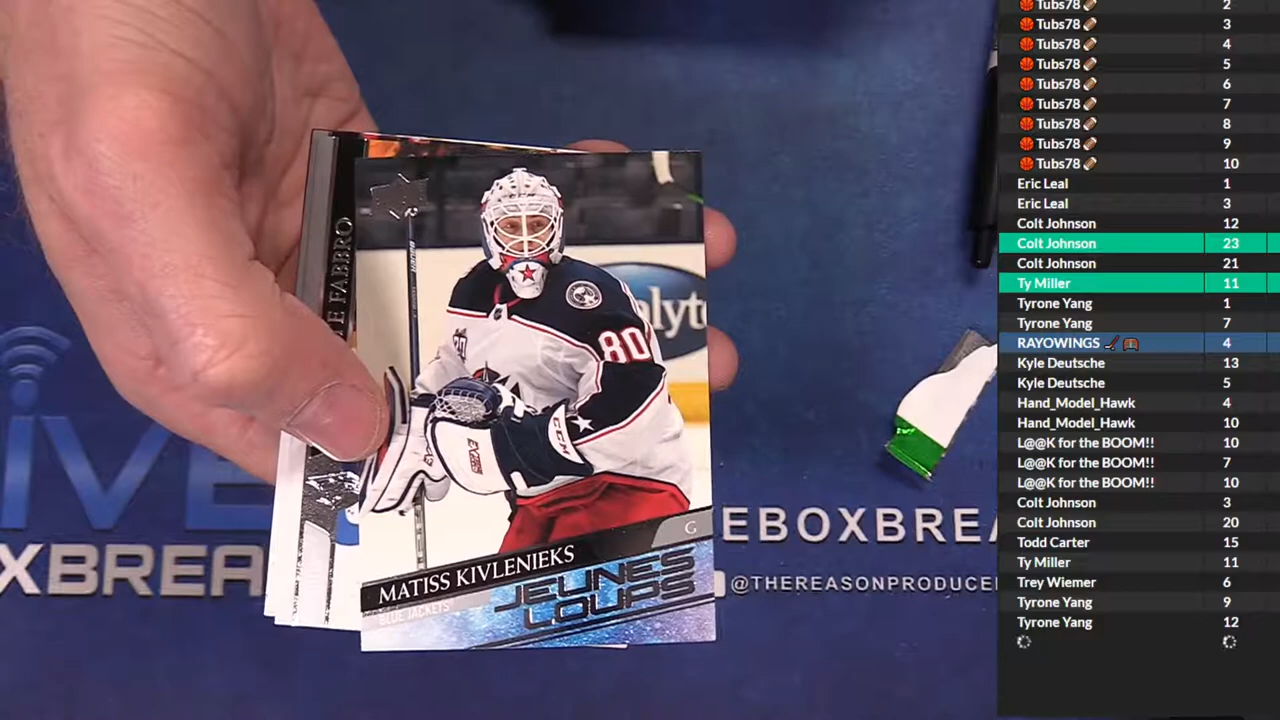 TE FABBRO
80
CCM
MATISS KIVLENIEKS
G
BLUE JACKETS
JEUNES
LOUPS
IVE
XBREA
EBOXBREA
@THEREASONPRODUCE
Tubs78 2
Tubs78 3
Tubs78 4
Tubs78 5
Tubs78 6
Tubs78 7
Tubs78 8
Tubs78 9
Tubs78 10
Eric Leal 1
Eric Leal 3
Colt Johnson 12
Colt Johnson 23
Colt Johnson 21
Ty Miller 11
Tyrone Yang 1
Tyrone Yang 7
RAYOWINGS 4
Kyle Deutsche 13
Kyle Deutsche 5
Hand_Model_Hawk 4
Hand_Model_Hawk 10
L@@K for the BOOM!! 10
L@@K for the BOOM!! 7
L@@K for the BOOM!! 10
Colt Johnson 3
Colt Johnson 20
Todd Carter 15
Ty Miller 11
Trey Wiemer 6
Tyrone Yang 9
Tyrone Yang 12